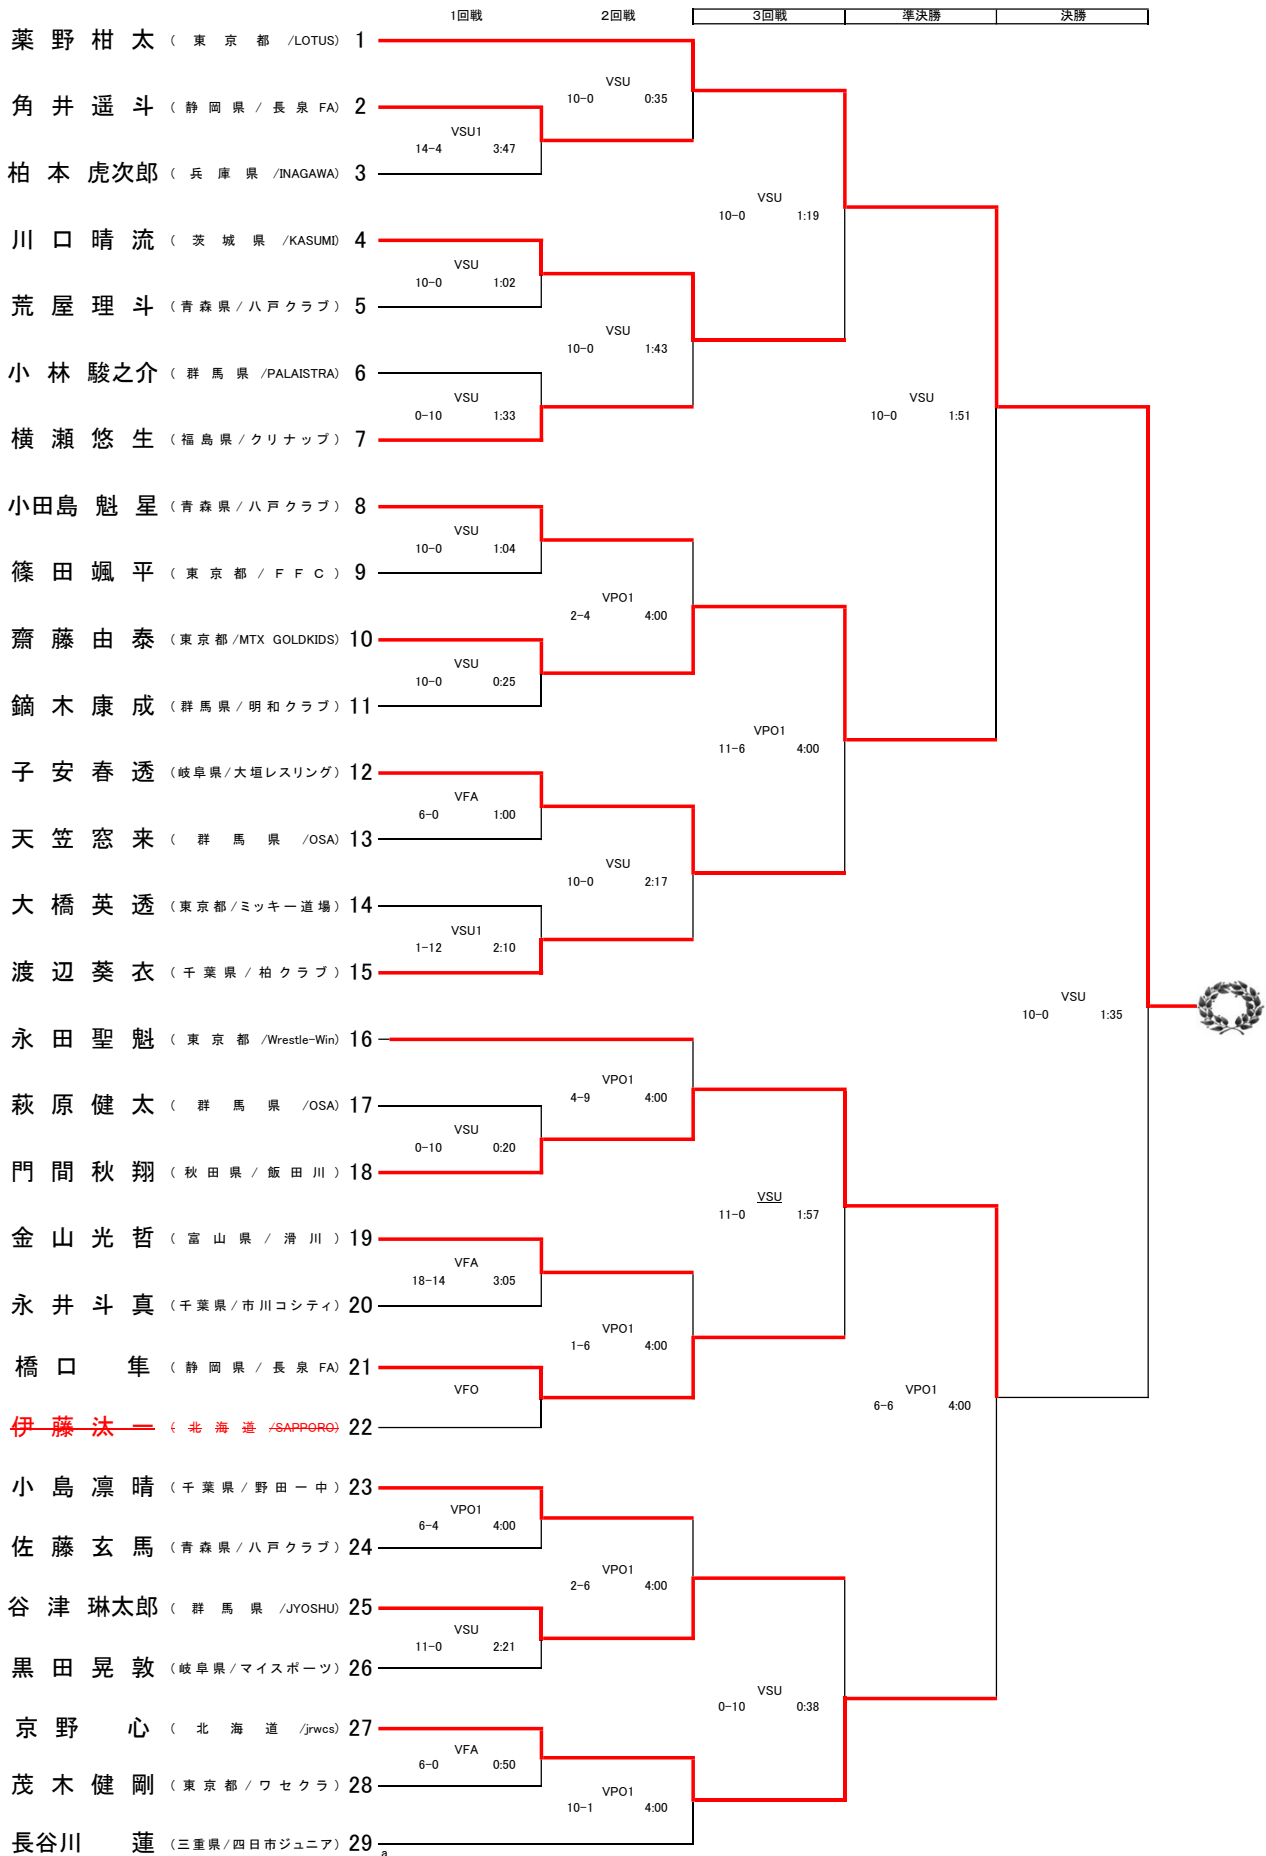 1回戦 2回戦 3回戦 準決勝 決勝
薬野柑太 (東京都/LOTUS) 1
VSU
10-0 0:35
角井遥斗 (静岡県/長泉FA) 2
VSU1
14-4 3:47
柏本虎次郎 (兵庫県/INAGAWA) 3
VSU
10-0 1:19
川口晴流 (茨城県/KASUMI) 4
VSU
10-0 1:02
荒屋理斗 (青森県/八戸クラブ) 5
VSU
10-0 1:43
小林駿之介 (群馬県/PALAISTRA) 6
VSU
0-10 1:33
VSU
10-0 1:51
横瀬悠生 (福島県/クリナップ) 7
小田島魁星 (青森県/八戸クラブ) 8
VSU
10-0 1:04
篠田颯平 (東京都/FFC) 9
VPO1
2-4 4:00
齋藤由泰 (東京都/MTX GOLDKIDS) 10
VSU
10-0 0:25
鏑木康成 (群馬県/明和クラブ) 11
VPO1
11-6 4:00
子安春透 (岐阜県/大垣レスリング) 12
VFA
6-0 1:00
天笠窓来 (群馬県/OSA) 13
VSU
10-0 2:17
大橋英透 (東京都/ミッキー道場) 14
VSU1
1-12 2:10
渡辺葵衣 (千葉県/柏クラブ) 15
VSU
10-0 1:35
永田聖魁 (東京都/Wrestle-Win) 16
VPO1
4-9 4:00
萩原健太 (群馬県/OSA) 17
VSU
0-10 0:20
門間秋翔 (秋田県/飯田川) 18
VSU
11-0 1:57
金山光哲 (富山県/滑川) 19
VFA
18-14 3:05
永井斗真 (千葉県/市川コシティ) 20
VPO1
1-6 4:00
橋口隼 (静岡県/長泉FA) 21
VFO
VPO1
6-6 4:00
伊藤汰一 (北海道/SAPPORO) 22
小島凛晴 (千葉県/野田一中) 23
VPO1
6-4 4:00
佐藤玄馬 (青森県/八戸クラブ) 24
VPO1
2-6 4:00
谷津琳太郎 (群馬県/JYOSHU) 25
VSU
11-0 2:21
黒田晃敦 (岐阜県/マイスポーツ) 26
VSU
0-10 0:38
京野心 (北海道/jrwcs) 27
VFA
6-0 0:50
茂木健剛 (東京都/ワセクラ) 28
VPO1
10-1 4:00
長谷川蓮 (三重県/四日市ジュニア) 29
a